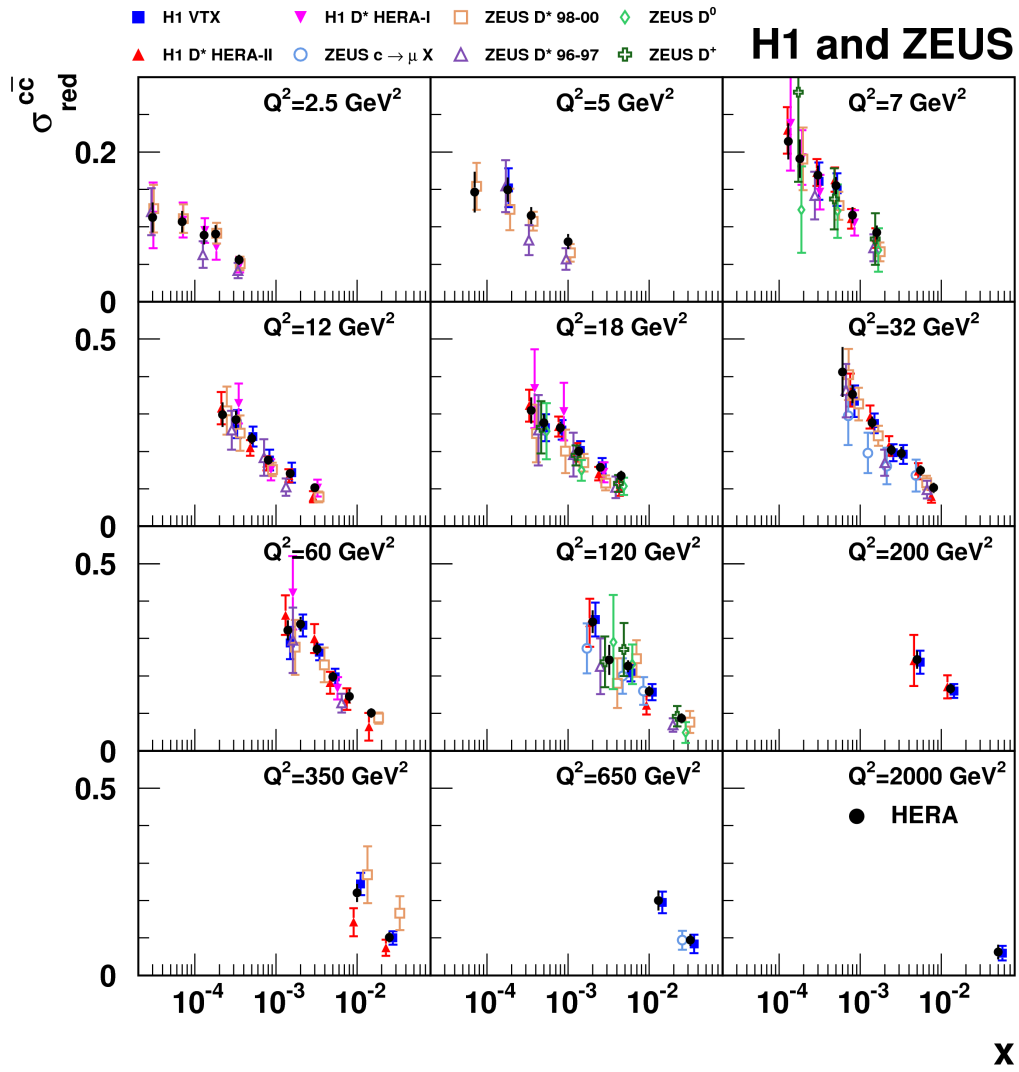 H1 VTX
H1 D* HERA-I
ZEUS D* 98-00
ZEUS D⁰
H1 D* HERA-II
ZEUS c → μ X
ZEUS D* 96-97
ZEUS D⁺
H1 and ZEUS
σ_red^cc̅
Q²=2.5 GeV²
Q²=5 GeV²
Q²=7 GeV²
0.2
0
Q²=12 GeV²
Q²=18 GeV²
Q²=32 GeV²
0.5
0
Q²=60 GeV²
Q²=120 GeV²
Q²=200 GeV²
0.5
0
Q²=350 GeV²
Q²=650 GeV²
Q²=2000 GeV²
0.5
HERA
0
10⁻⁴ 10⁻³ 10⁻² 10⁻⁴ 10⁻³ 10⁻² 10⁻⁴ 10⁻³ 10⁻²
x